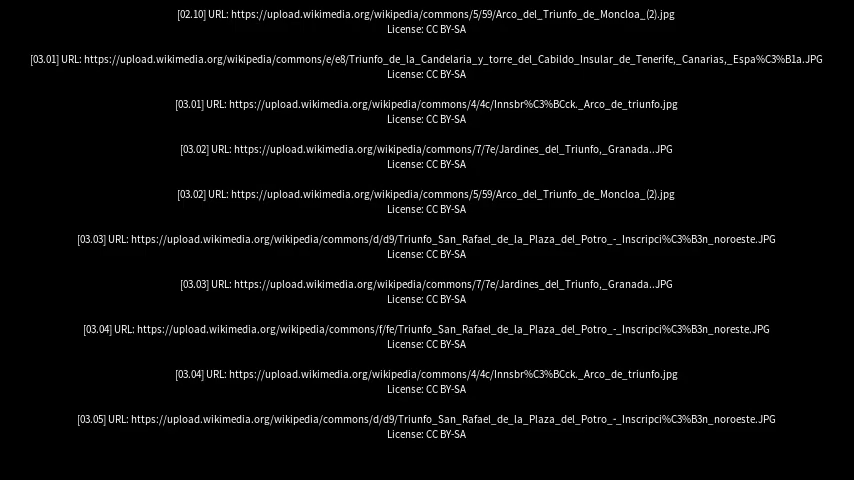 [02.10] URL: https://upload.wikimedia.org/wikipedia/commons/5/59/Arco_del_Triunfo_de_Moncloa_(2).jpg
License: CC BY-SA
[03.01] URL: https://upload.wikimedia.org/wikipedia/commons/e/e8/Triunfo_de_la_Candelaria_y_torre_del_Cabildo_Insular_de_Tenerife,_Canarias,_Espa%C3%B1a.JPG
License: CC BY-SA
[03.01] URL: https://upload.wikimedia.org/wikipedia/commons/4/4c/Innsbr%C3%BCck._Arco_de_triunfo.jpg
License: CC BY-SA
[03.02] URL: https://upload.wikimedia.org/wikipedia/commons/7/7e/Jardines_del_Triunfo,_Granada..JPG
License: CC BY-SA
[03.02] URL: https://upload.wikimedia.org/wikipedia/commons/5/59/Arco_del_Triunfo_de_Moncloa_(2).jpg
License: CC BY-SA
[03.03] URL: https://upload.wikimedia.org/wikipedia/commons/d/d9/Triunfo_San_Rafael_de_la_Plaza_del_Potro_-_Inscripci%C3%B3n_noroeste.JPG
License: CC BY-SA
[03.03] URL: https://upload.wikimedia.org/wikipedia/commons/7/7e/Jardines_del_Triunfo,_Granada..JPG
License: CC BY-SA
[03.04] URL: https://upload.wikimedia.org/wikipedia/commons/f/fe/Triunfo_San_Rafael_de_la_Plaza_del_Potro_-_Inscripci%C3%B3n_noreste.JPG
License: CC BY-SA
[03.04] URL: https://upload.wikimedia.org/wikipedia/commons/4/4c/Innsbr%C3%BCck._Arco_de_triunfo.jpg
License: CC BY-SA
[03.05] URL: https://upload.wikimedia.org/wikipedia/commons/d/d9/Triunfo_San_Rafael_de_la_Plaza_del_Potro_-_Inscripci%C3%B3n_noroeste.JPG
License: CC BY-SA